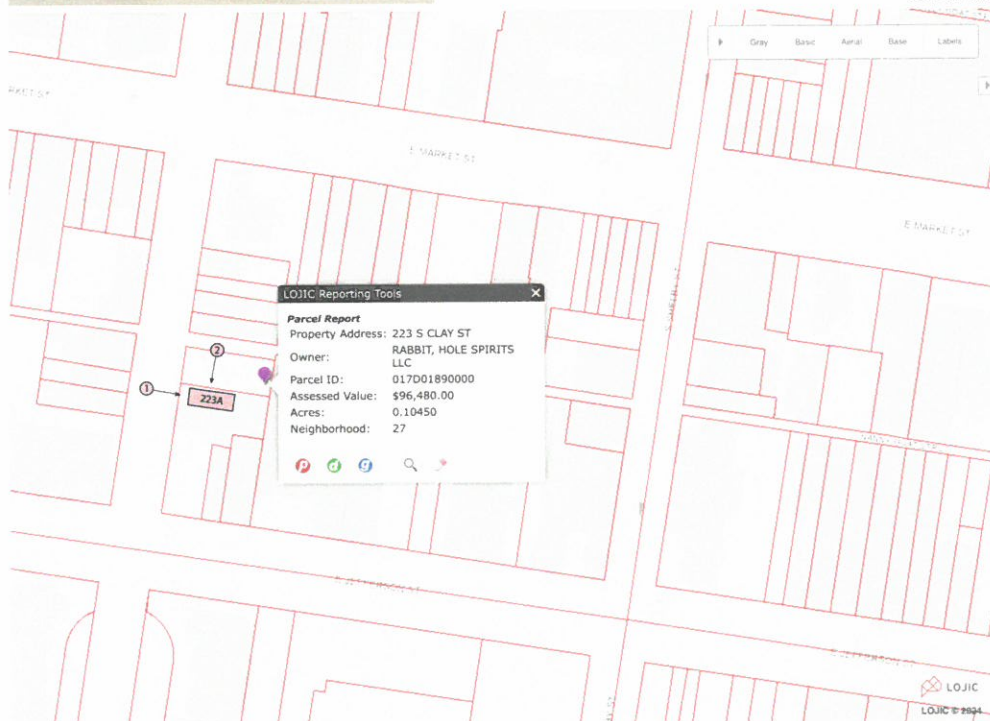 Gray Basic Aerial Base Labels
RKET ST
E MARKET ST
E MARKET ST
LOJIC Reporting Tools
Parcel Report
Property Address: 223 S CLAY ST
Owner: RABBIT, HOLE SPIRITS
LLC
Parcel ID: 017D01890000
Assessed Value: $96,480.00
Acres: 0.10450
Neighborhood: 27
2
1
223A
p d g
LOJIC
LOJIC © 2024